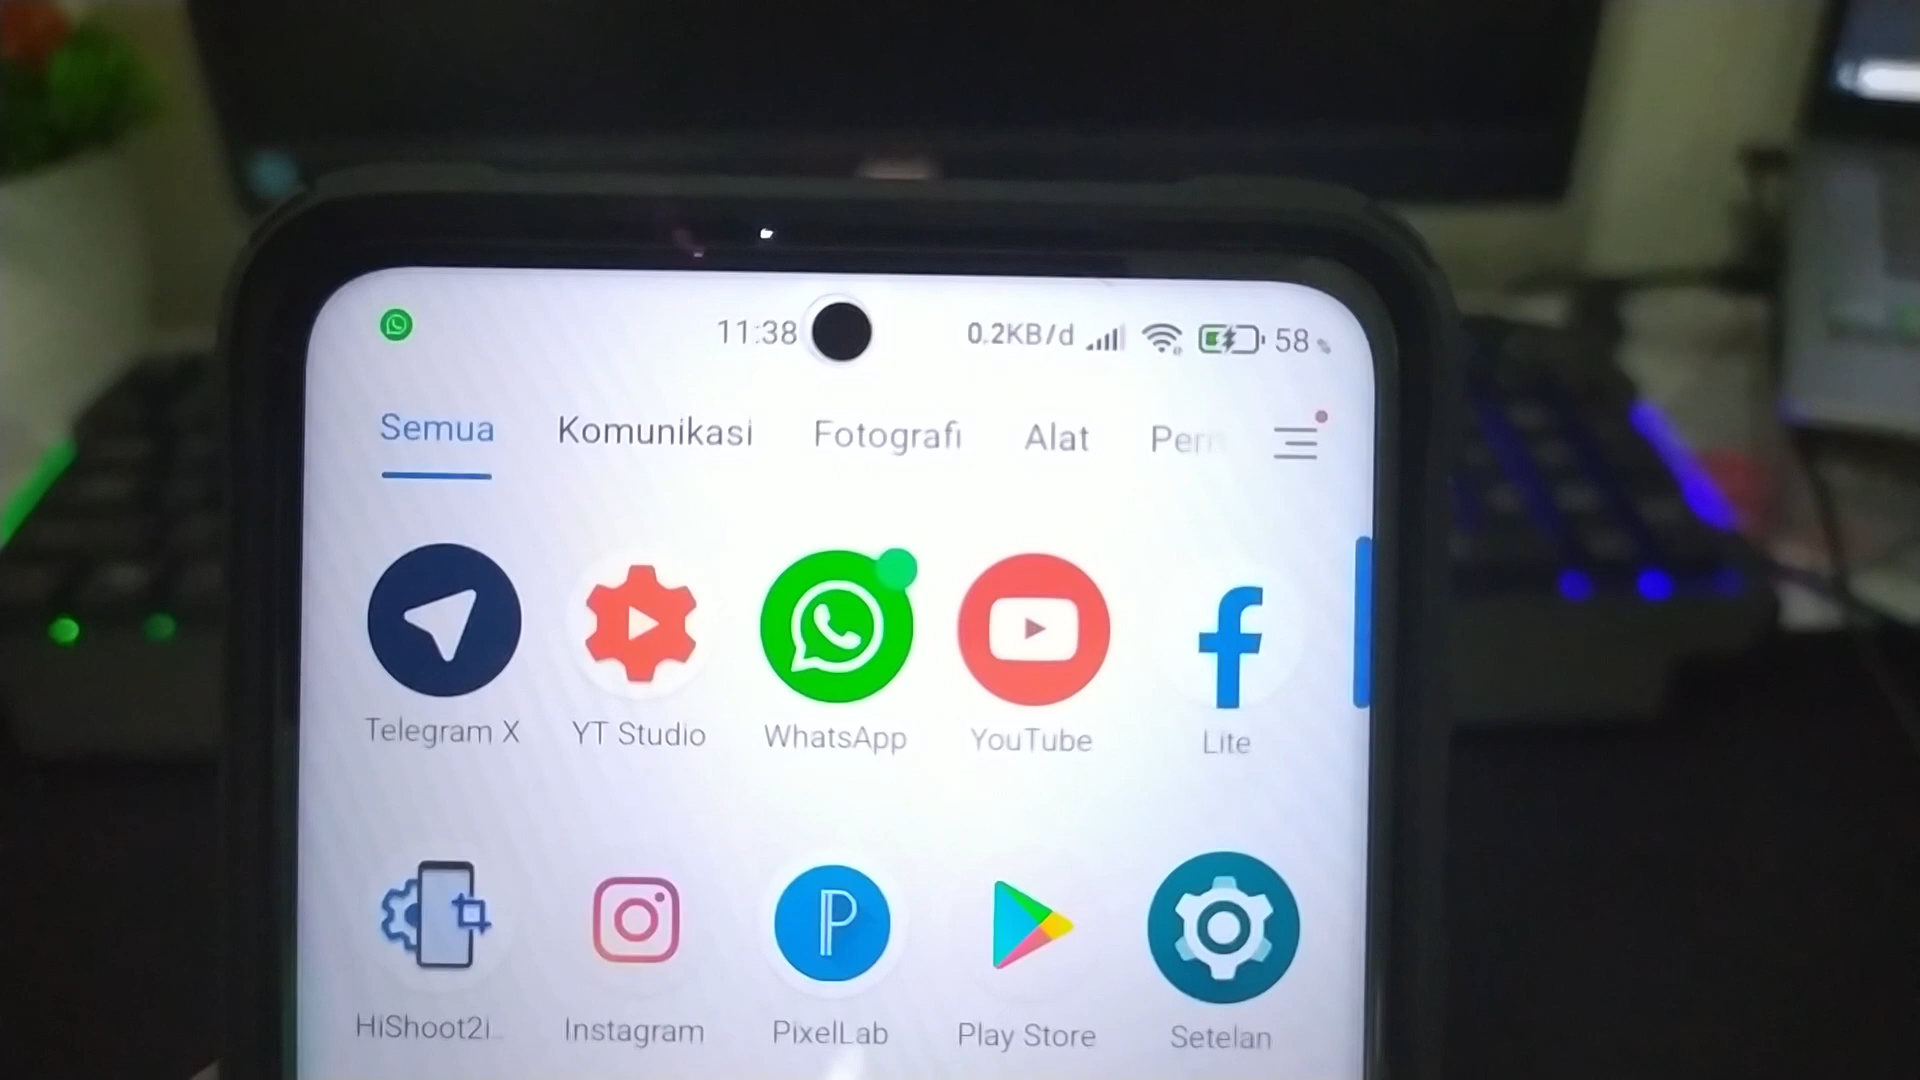 11:38 0.2KB/d 58
Semua Komunikasi Fotografi Alat
Telegram X YT Studio WhatsApp YouTube Lite
HiShoot2i... Instagram PixelLab Play Store Setelan